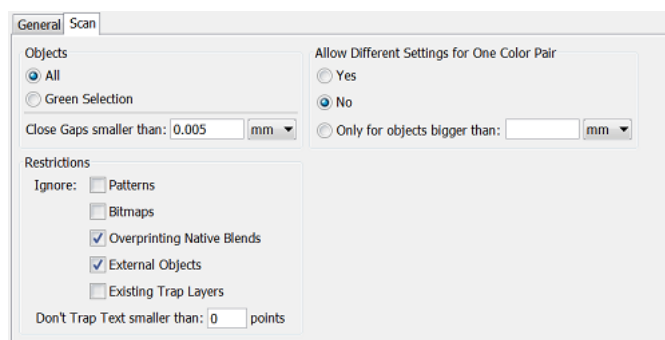 General Scan
Objects
All
Green Selection
Close Gaps smaller than: 0.005 mm
Allow Different Settings for One Color Pair
Yes
No
Only for objects bigger than: mm
Restrictions
Ignore: Patterns
Bitmaps
Overprinting Native Blends
External Objects
Existing Trap Layers
Don't Trap Text smaller than: 0 points